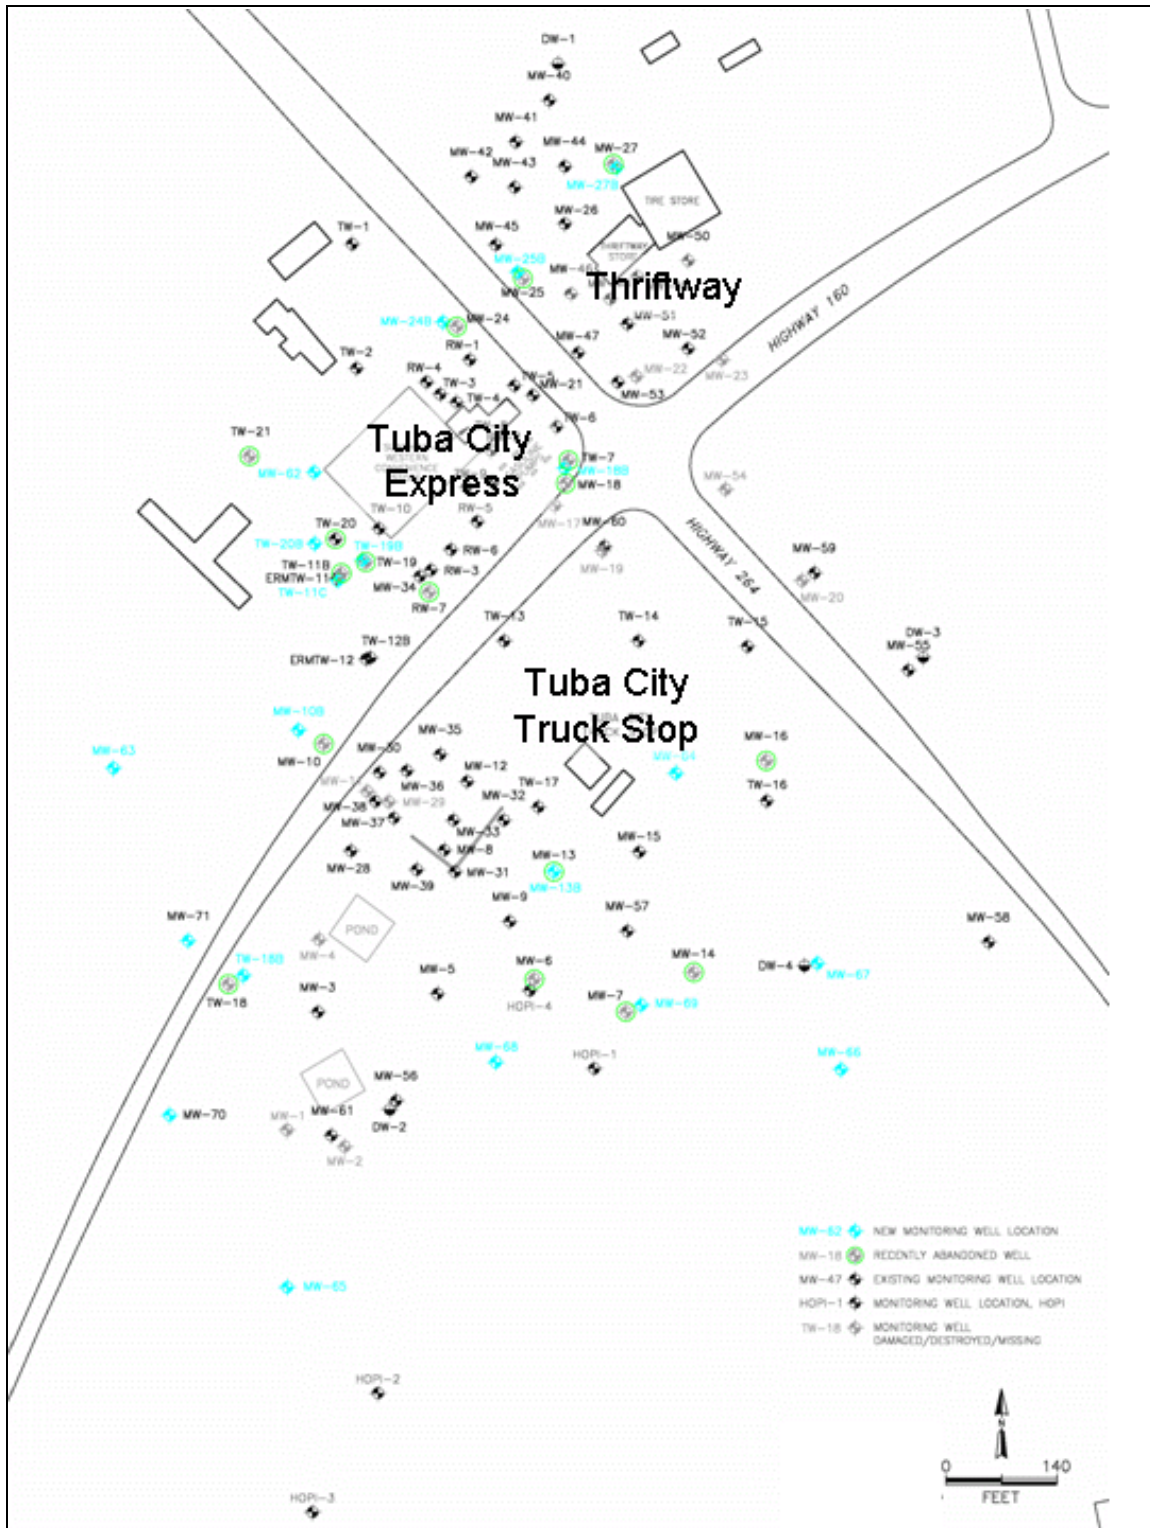 DW-1
MW-40
MW-41
MW-44
MW-27
MW-42
MW-43
MW-27B
TIRE STORE
MW-26
TW-1
MW-45
THRIFTWAY
STORE
MW-50
MW-25B
MW-46
MW-25
Thriftway
HIGHWAY 160
MW-24B
MW-24
MW-51
RW-1
MW-47
MW-52
TW-2
RW-4
TW-3
TW-5
MW-21
MW-22
MW-23
TW-4
MW-53
TW-6
TW-21
Tuba City
Express
WESTERN
TW-7
MW-62
MW-18B
MW-18
MW-54
TW-10
RW-5
MW-17
MW-60
HIGHWAY 264
TW-20
TW-20B
TW-19B
RW-6
MW-19
MW-59
TW-11B
TW-19
RW-3
ERMTW-11
MW-34
MW-20
TW-11C
RW-7
TW-13
TW-14
TW-15
DW-3
TW-12B
MW-55
ERMTW-12
Tuba City
Truck Stop
MW-10B
MW-63
MW-35
MW-16
MW-10
MW-30
MW-64
MW-12
MW-36
TW-17
TW-16
MW-29
MW-32
MW-38
MW-37
MW-33
MW-8
MW-15
MW-28
MW-13
MW-39
MW-31
MW-13B
MW-9
MW-57
MW-71
POND
MW-58
MW-4
TW-18B
MW-5
MW-6
MW-14
DW-4
MW-67
TW-18
MW-3
HOPI-4
MW-7
MW-69
MW-68
HOPI-1
MW-66
POND
MW-56
MW-70
MW-1
MW-61
DW-2
MW-2
MW-62 NEW MONITORING WELL LOCATION
MW-18 RECENTLY ABANDONED WELL
MW-47 EXISTING MONITORING WELL LOCATION
HOPI-1 MONITORING WELL LOCATION, HOPI
TW-18 MONITORING WELL
DAMAGED/DESTROYED/MISSING
MW-65
HOPI-2
N
0 140
FEET
HOPI-3